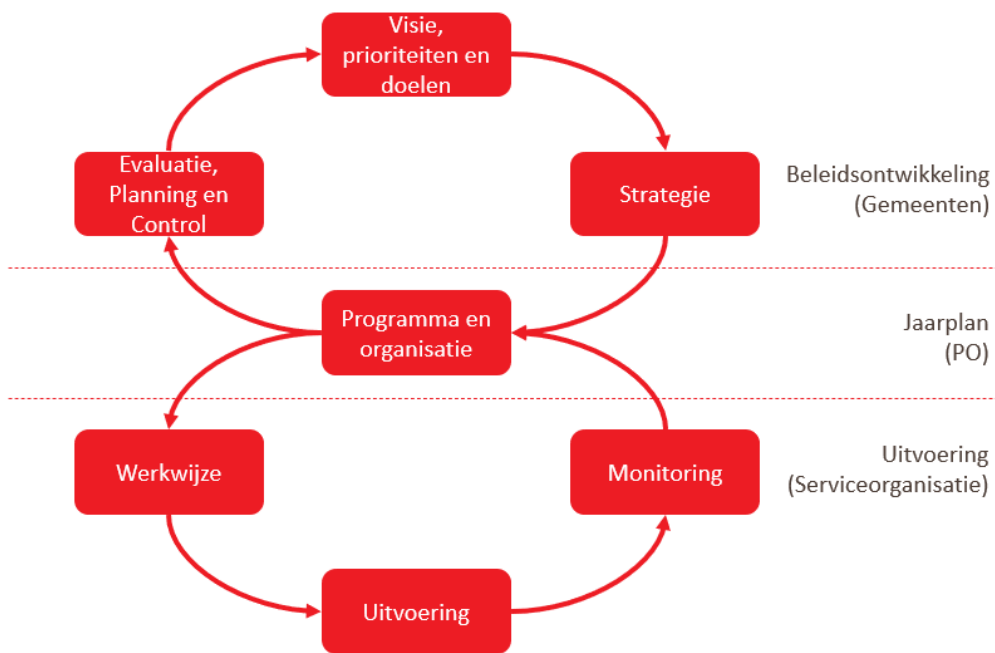 Visie,
prioriteiten en
doelen
Evaluatie,
Planning en
Control
Strategie
Beleidsontwikkeling
(Gemeenten)
Programma en
organisatie
Jaarplan
(PO)
Werkwijze
Monitoring
Uitvoering
(Serviceorganisatie)
Uitvoering